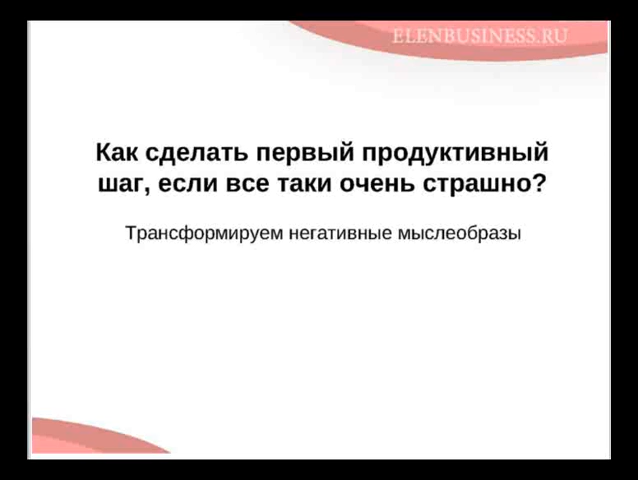 ELENBUSINESS.RU
Как сделать первый продуктивный
шаг, если все таки очень страшно?
Трансформируем негативные мыслеобразы